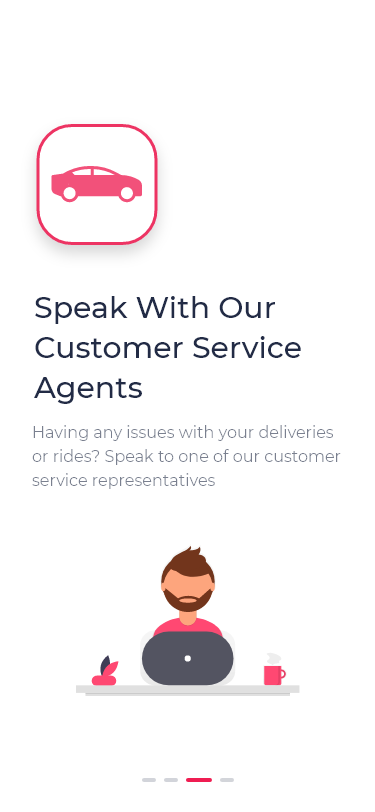 Speak With Our
Customer Service
Agents
Having any issues with your deliveries
or rides? Speak to one of our customer
service representatives